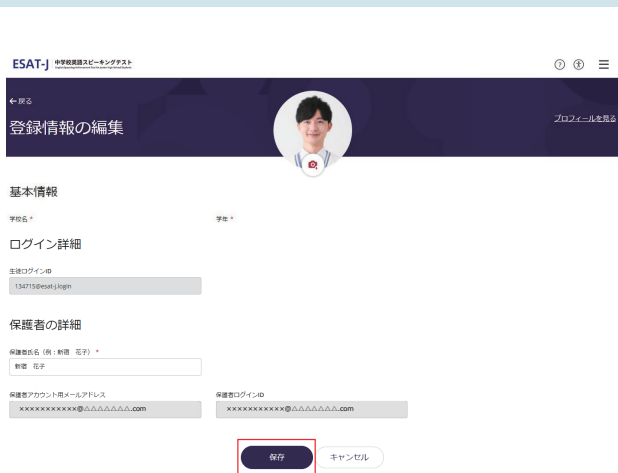 ESAT-J 中学校英語スピーキングテスト
←戻る
登録情報の編集
プロフィールを見る
基本情報
学校名 *
学年 *
ログイン詳細
生徒ログインID
134715@esat-j.login
保護者の詳細
保護者氏名（例：新宿　花子） *
新宿　花子
保護者アカウント用メールアドレス
保護者ログインID
×××××××××××@△△△△△△△.com
××××××××××@△△△△△△△.com
保存
キャンセル